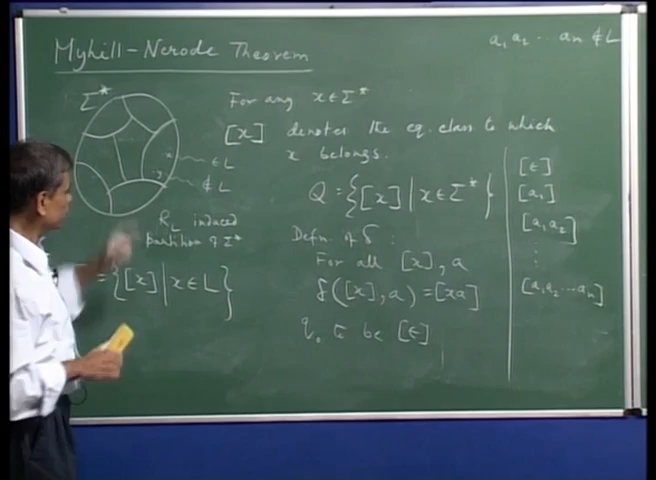 Myhill-Nerode Theorem
a₁ a₂ ... aₙ ∉ L
Σ*
For any x ∈ Σ*
[x] denotes the eq. class to which
x belongs.
x ∈ L
y ∉ L
R_L induced
partition of Σ*
= {[x] | x ∈ L}
Q = {[x] | x ∈ Σ*}
Defn. of δ :
For all [x], a
δ([x], a) = [xa]
q₀ to be [ε]
[ε]
[a₁]
[a₁a₂]
⋮
[a₁a₂...aₙ]